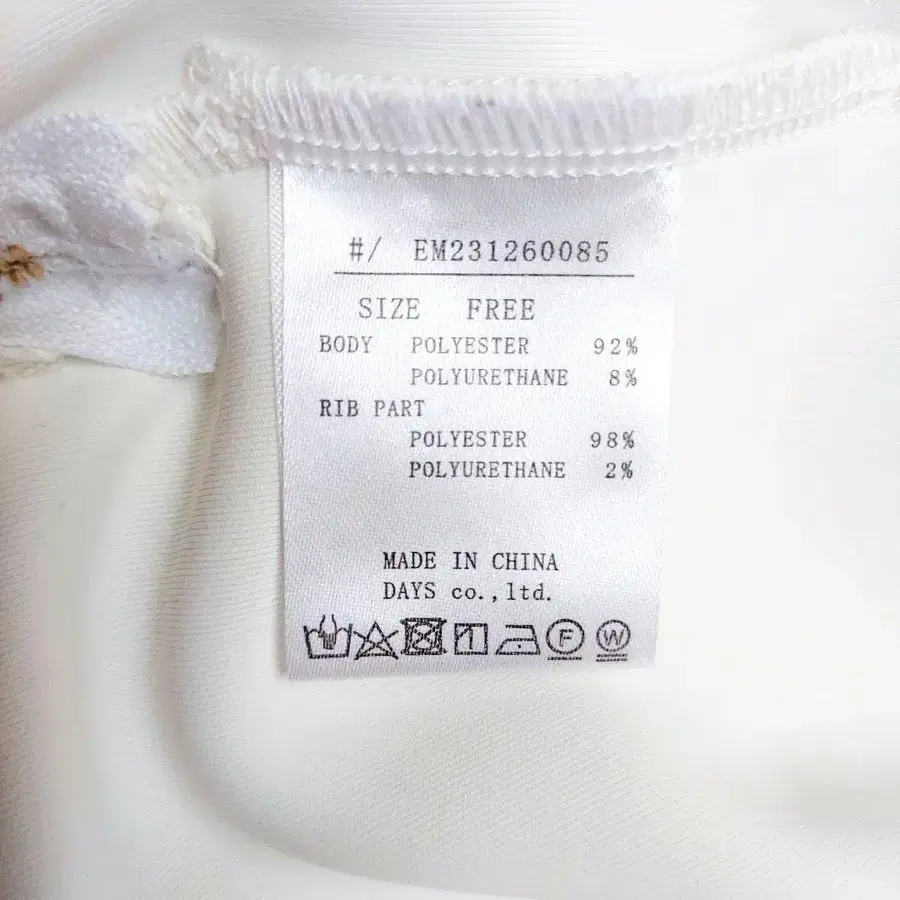 #/ EM231260085
SIZE FREE
BODY POLYESTER 92%
POLYURETHANE 8%
RIB PART
POLYESTER 98%
POLYURETHANE 2%
MADE IN CHINA
DAYS co.,ltd.
F W